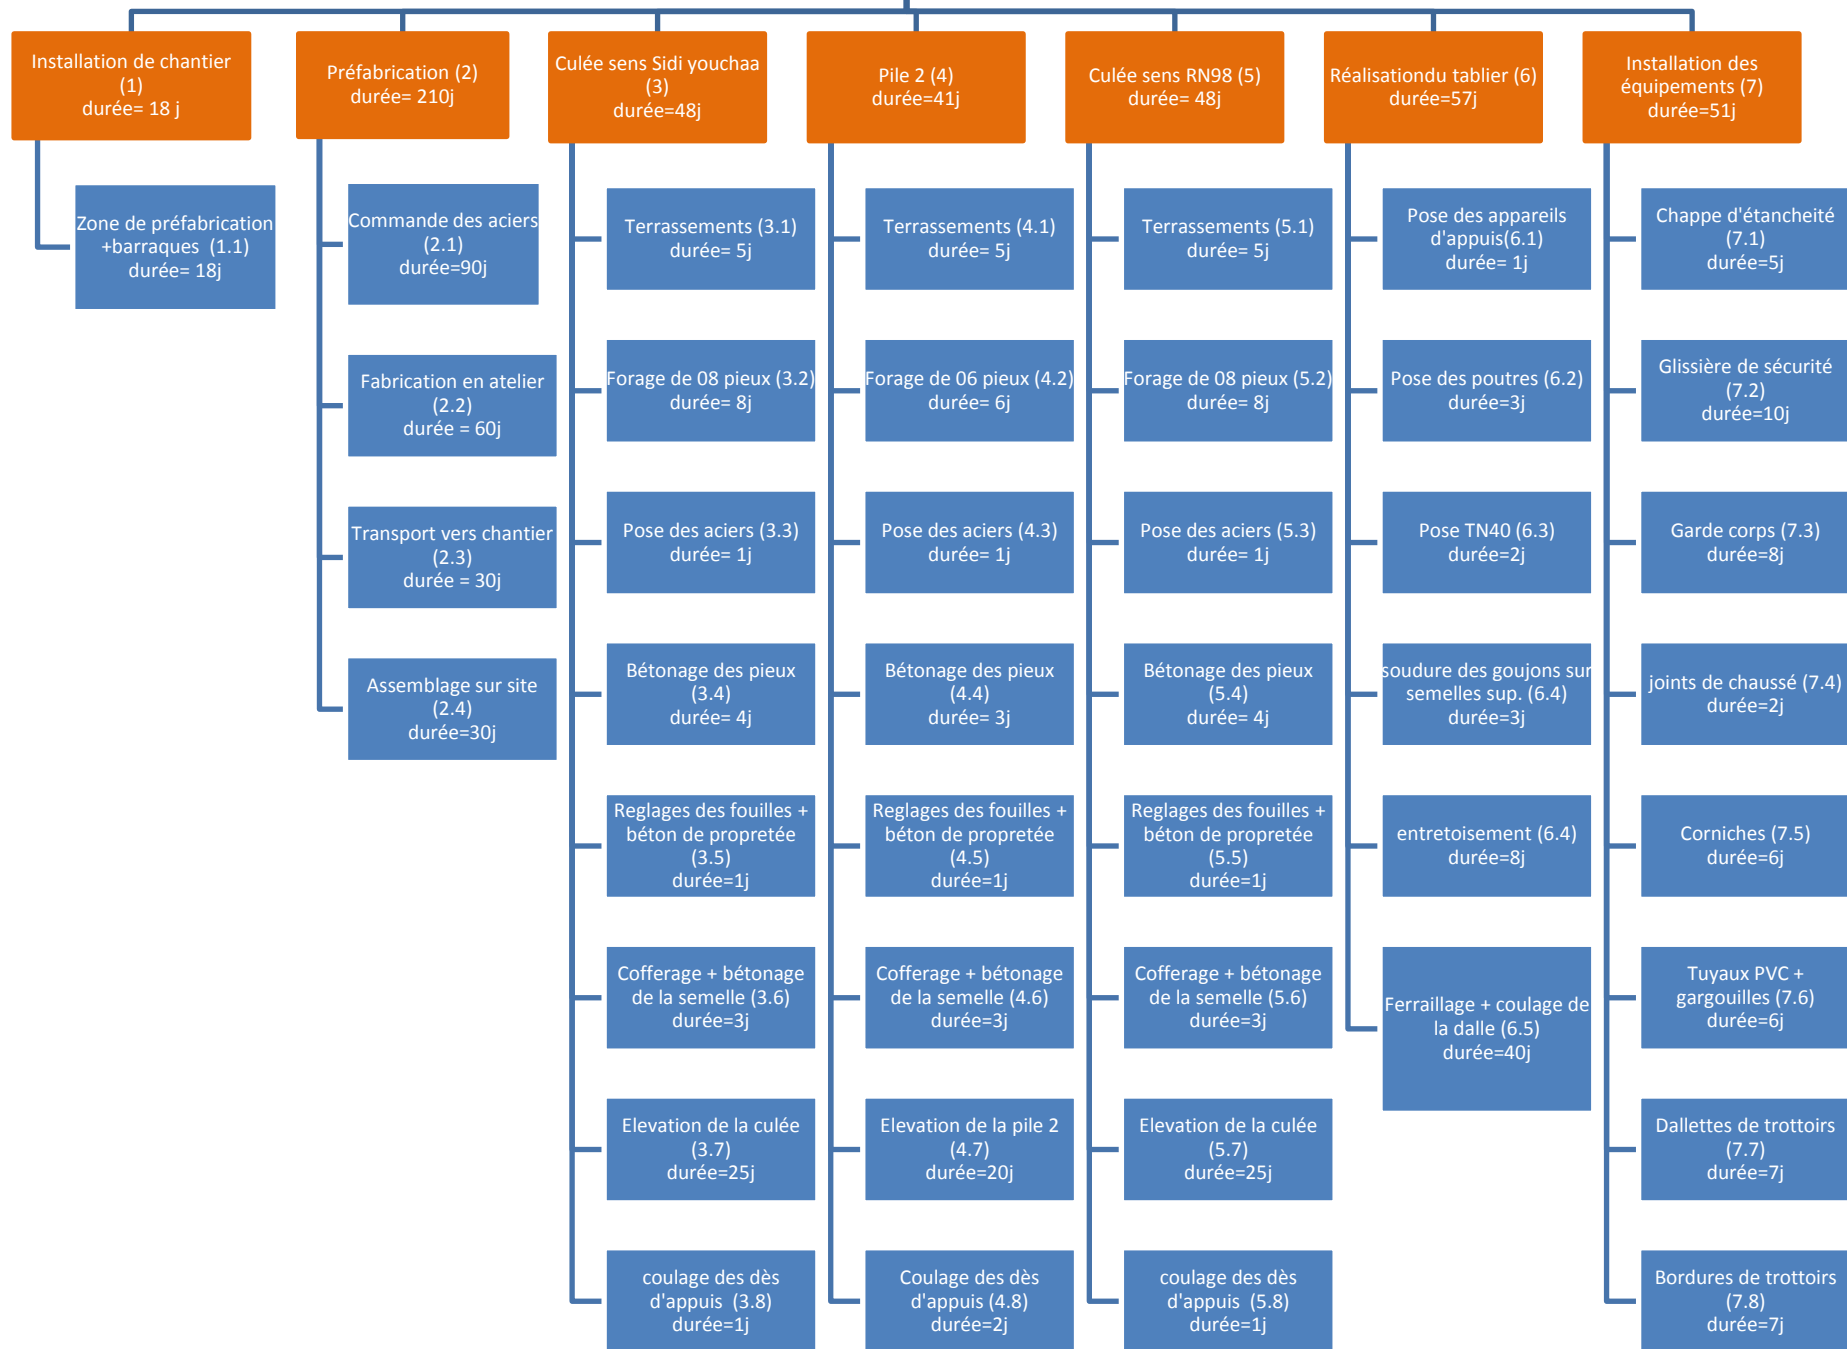 Installation de chantier
(1)
durée= 18 j
Zone de préfabrication
+barraques (1.1)
durée= 18j
Préfabrication (2)
durée= 210j
Commande des aciers
(2.1)
durée=90j
Fabrication en atelier
(2.2)
durée = 60j
Transport vers chantier
(2.3)
durée = 30j
Assemblage sur site
(2.4)
durée=30j
Culée sens Sidi youchaa
(3)
durée=48j
Terrassements (3.1)
durée= 5j
Forage de 08 pieux (3.2)
durée= 8j
Pose des aciers (3.3)
durée= 1j
Bétonage des pieux
(3.4)
durée= 4j
Reglages des fouilles +
béton de propretée
(3.5)
durée=1j
Cofferage + bétonage
de la semelle (3.6)
durée=3j
Elevation de la culée
(3.7)
durée=25j
coulage des dès
d'appuis (3.8)
durée=1j
Pile 2 (4)
durée=41j
Terrassements (4.1)
durée= 5j
Forage de 06 pieux (4.2)
durée= 6j
Pose des aciers (4.3)
durée= 1j
Bétonage des pieux
(4.4)
durée= 3j
Reglages des fouilles +
béton de propretée
(4.5)
durée=1j
Cofferage + bétonage
de la semelle (4.6)
durée=3j
Elevation de la pile 2
(4.7)
durée=20j
Coulage des dès
d'appuis (4.8)
durée=2j
Culée sens RN98 (5)
durée= 48j
Terrassements (5.1)
durée= 5j
Forage de 08 pieux (5.2)
durée= 8j
Pose des aciers (5.3)
durée= 1j
Bétonage des pieux
(5.4)
durée= 4j
Reglages des fouilles +
béton de propretée
(5.5)
durée=1j
Cofferage + bétonage
de la semelle (5.6)
durée=3j
Elevation de la culée
(5.7)
durée=25j
coulage des dès
d'appuis (5.8)
durée=1j
Réalisationdu tablier (6)
durée=57j
Pose des appareils
d'appuis(6.1)
durée= 1j
Pose des poutres (6.2)
durée=3j
Pose TN40 (6.3)
durée=2j
soudure des goujons sur
semelles sup. (6.4)
durée=3j
entretoisement (6.4)
durée=8j
Ferraillage + coulage de
la dalle (6.5)
durée=40j
Installation des
équipements (7)
durée=51j
Chappe d'étancheité
(7.1)
durée=5j
Glissière de sécurité
(7.2)
durée=10j
Garde corps (7.3)
durée=8j
joints de chaussé (7.4)
durée=2j
Corniches (7.5)
durée=6j
Tuyaux PVC +
gargouilles (7.6)
durée=6j
Dallettes de trottoirs
(7.7)
durée=7j
Bordures de trottoirs
(7.8)
durée=7j